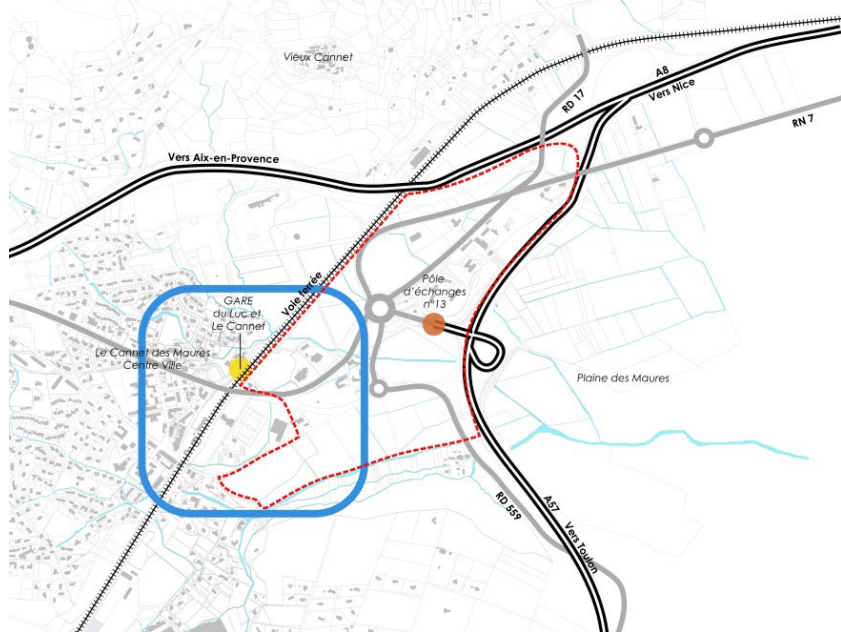 Vieux Cannet
A8
Vers Nice
RD 17
RN 7
Vers Aix-en-Provence
Voie ferrée
Pôle
d'échanges
n°13
GARE
du Luc et
Le Cannet
Le Cannet des Maures
Centre Ville
Plaine des Maures
RD 559
A57
Vers Toulon